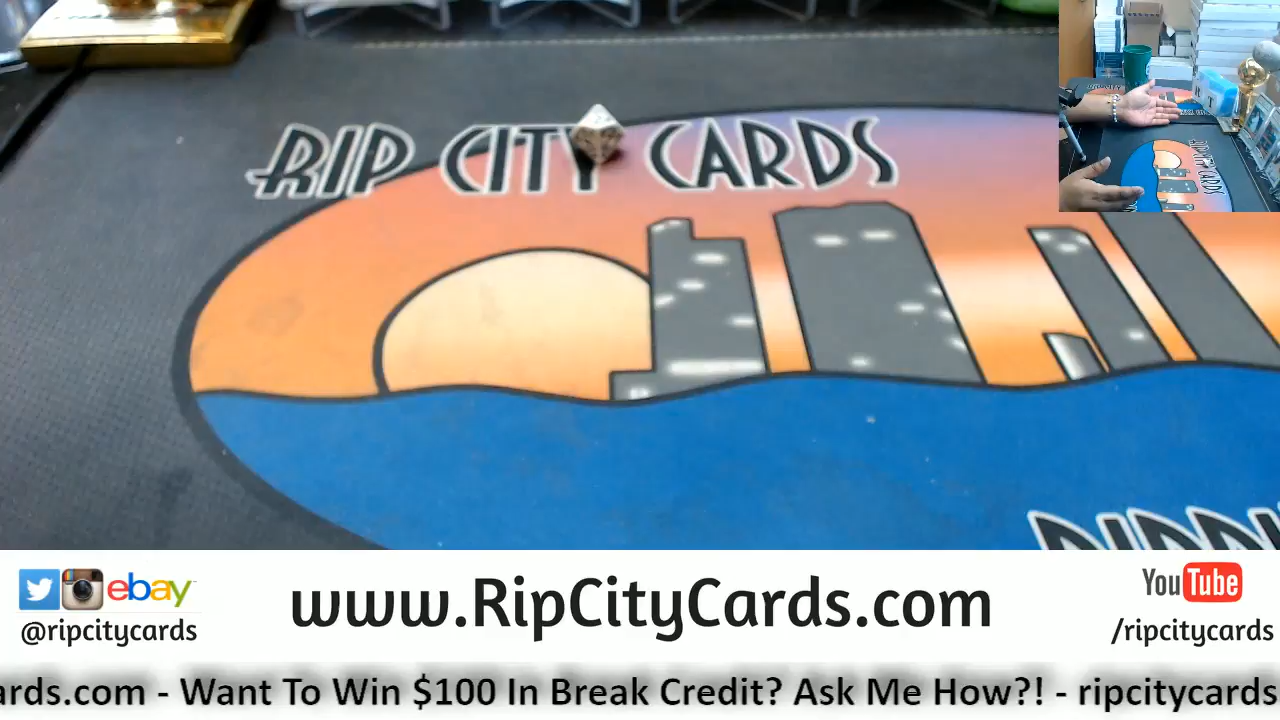 RIP CITY CARDS
ebay
@ripcitycards
www.RipCityCards.com
YouTube
/ripcitycards
ards.com - Want To Win $100 In Break Credit? Ask Me How?! - ripcitycards